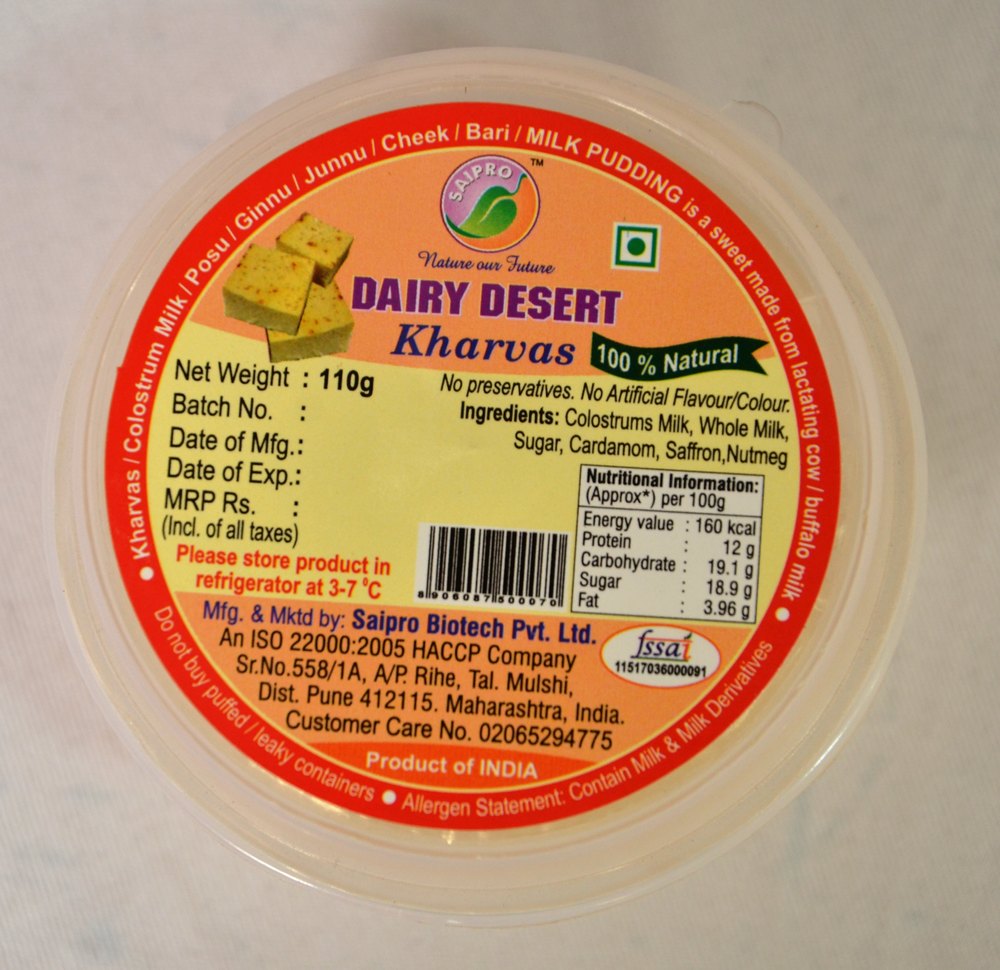 Kharvas / Colostrum Milk / Posu / Ginnu / Junnu / Cheek / Bari / MILK PUDDING is a sweet made from lactating cow / buffalo milk
SAIPRO
TM
Nature our Future
DAIRY DESERT
Kharvas
100 % Natural
Net Weight : 110g
Batch No. :
Date of Mfg.:
Date of Exp.:
MRP Rs. :
(Incl. of all taxes)
Please store product in
refrigerator at 3-7 °C
No preservatives. No Artificial Flavour/Colour.
Ingredients: Colostrums Milk, Whole Milk,
Sugar, Cardamom, Saffron,Nutmeg
Nutritional Information:
(Approx*) per 100g
Energy value : 160 kcal
Protein : 12 g
Carbohydrate : 19.1 g
Sugar : 18.9 g
Fat : 3.96 g
8906087500070
Mfg. & Mktd by: Saipro Biotech Pvt. Ltd.
An ISO 22000:2005 HACCP Company
Sr.No.558/1A, A/P. Rihe, Tal. Mulshi,
Dist. Pune 412115. Maharashtra, India.
Customer Care No. 02065294775
fssai
11517036000091
Product of INDIA
Do not buy puffed / leaky containers
Allergen Statement: Contain Milk & Milk Derivatives